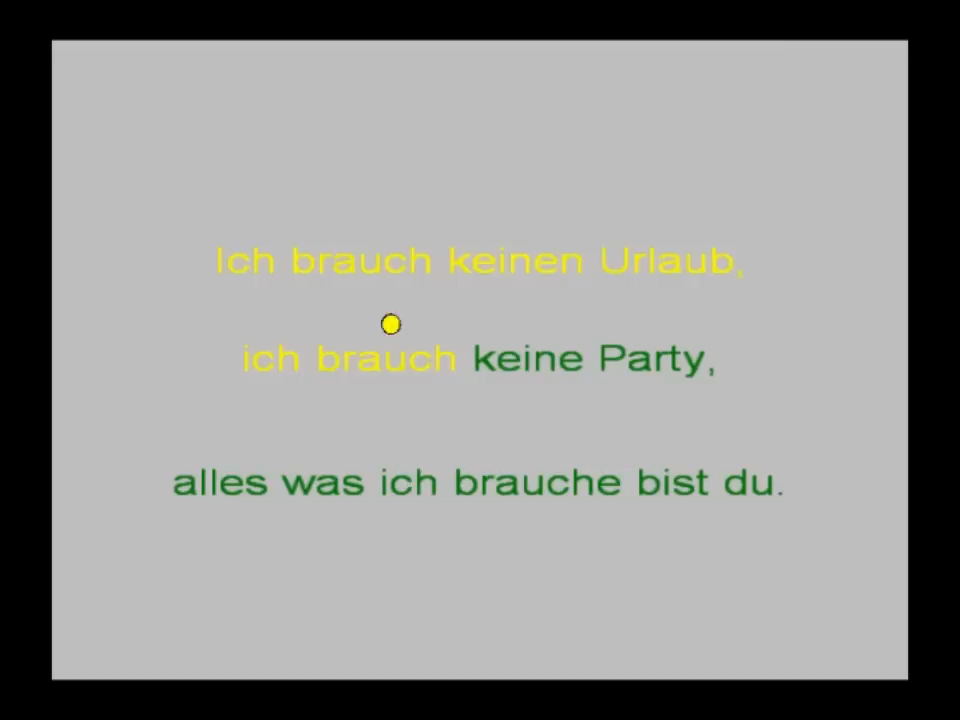 Ich brauch keinen Urlaub,
ich brauch keine Party,
alles was ich brauche bist du.